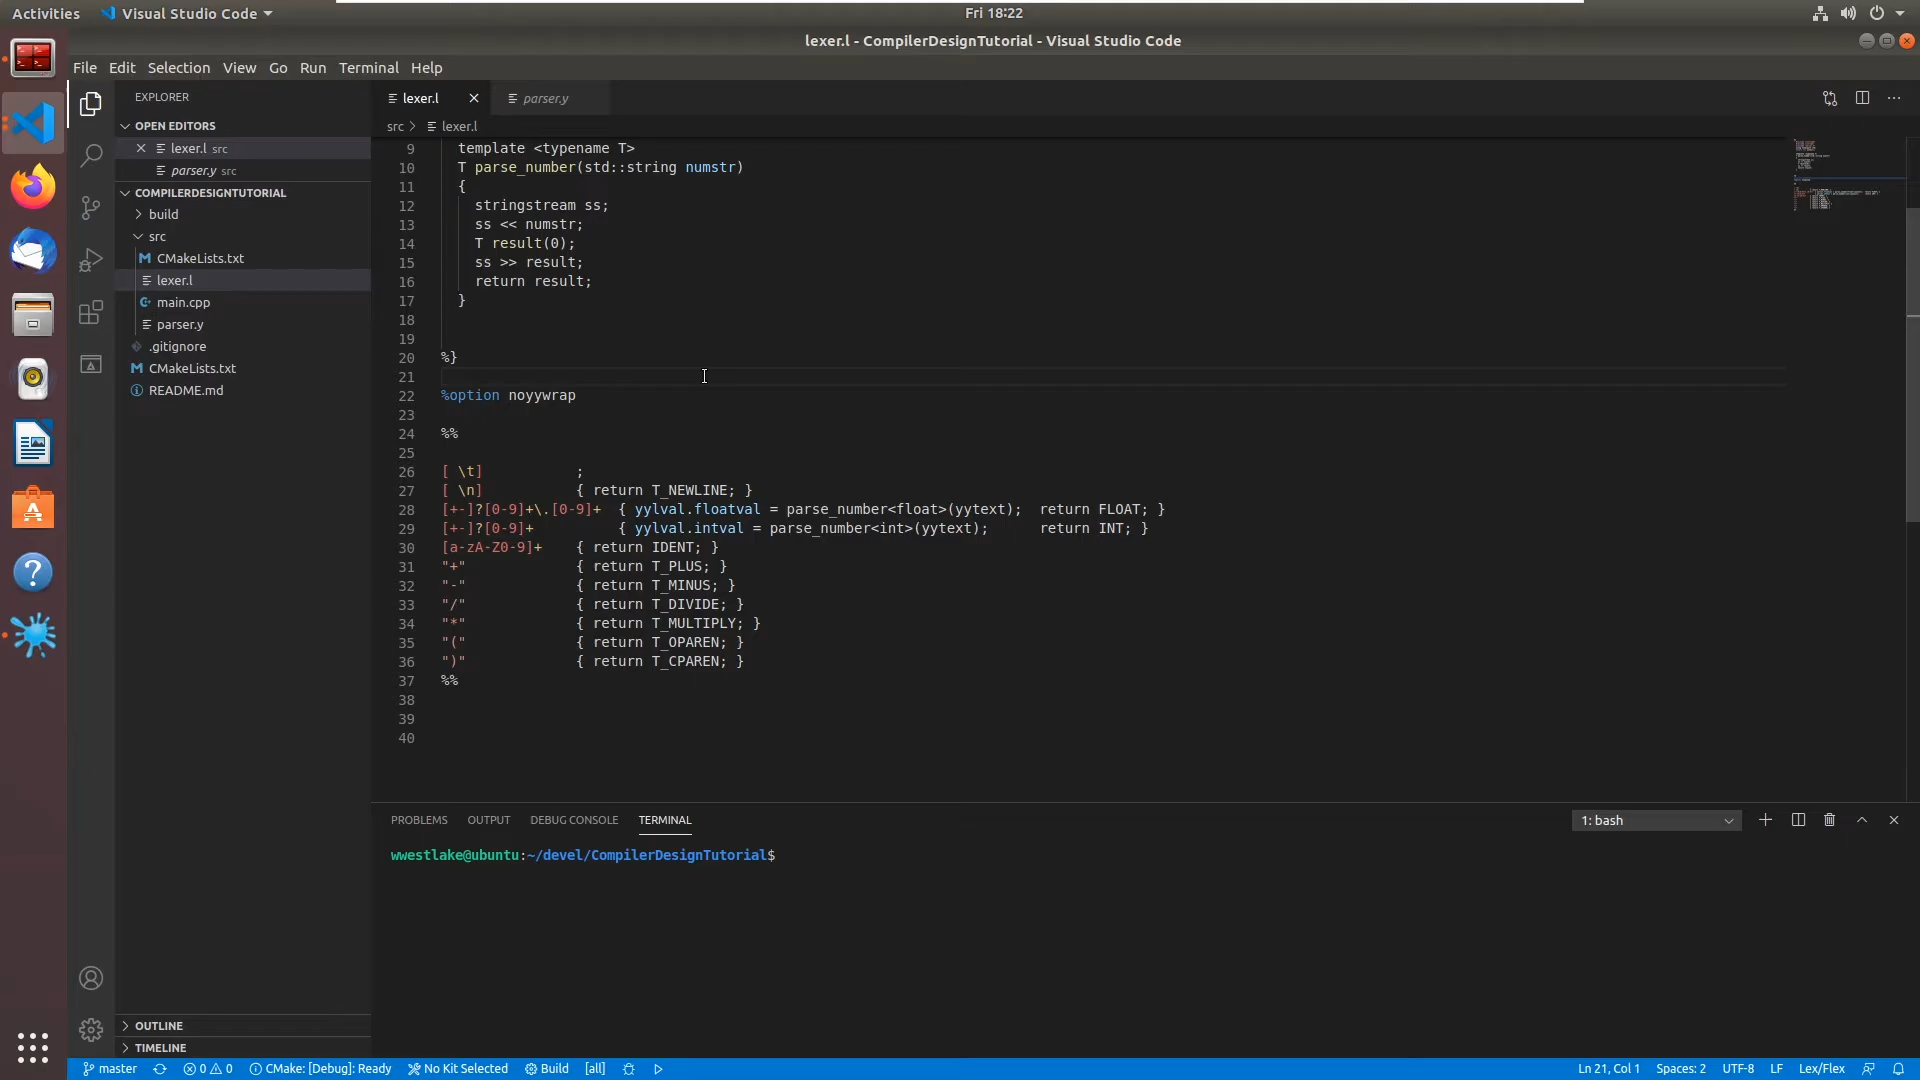 Activities
Visual Studio Code
Fri 18:22
lexer.l - CompilerDesignTutorial - Visual Studio Code
File Edit Selection View Go Run Terminal Help
EXPLORER
OPEN EDITORS
lexer.l src
parser.y src
COMPILERDESIGNTUTORIAL
build
src
CMakeLists.txt
lexer.l
main.cpp
parser.y
.gitignore
CMakeLists.txt
README.md
OUTLINE
TIMELINE
lexer.l
parser.y
src > lexer.l
9 template <typename T>
10 T parse_number(std::string numstr)
11 {
12 stringstream ss;
13 ss << numstr;
14 T result(0);
15 ss >> result;
16 return result;
17 }
18
19
20 %}
21
22 %option noyywrap
23
24 %%
25
26 [ \t] ;
27 [ \n] { return T_NEWLINE; }
28 [+-]?[0-9]+\.[0-9]+ { yylval.floatval = parse_number<float>(yytext); return FLOAT; }
29 [+-]?[0-9]+ { yylval.intval = parse_number<int>(yytext); return INT; }
30 [a-zA-Z0-9]+ { return IDENT; }
31 "+" { return T_PLUS; }
32 "-" { return T_MINUS; }
33 "/" { return T_DIVIDE; }
34 "*" { return T_MULTIPLY; }
35 "(" { return T_OPAREN; }
36 ")" { return T_CPAREN; }
37 %%
38
39
40
PROBLEMS OUTPUT DEBUG CONSOLE TERMINAL
1: bash
wwestlake@ubuntu:~/devel/CompilerDesignTutorial$
master
0 0
CMake: [Debug]: Ready
No Kit Selected
Build
[all]
Ln 21, Col 1
Spaces: 2
UTF-8
LF
Lex/Flex